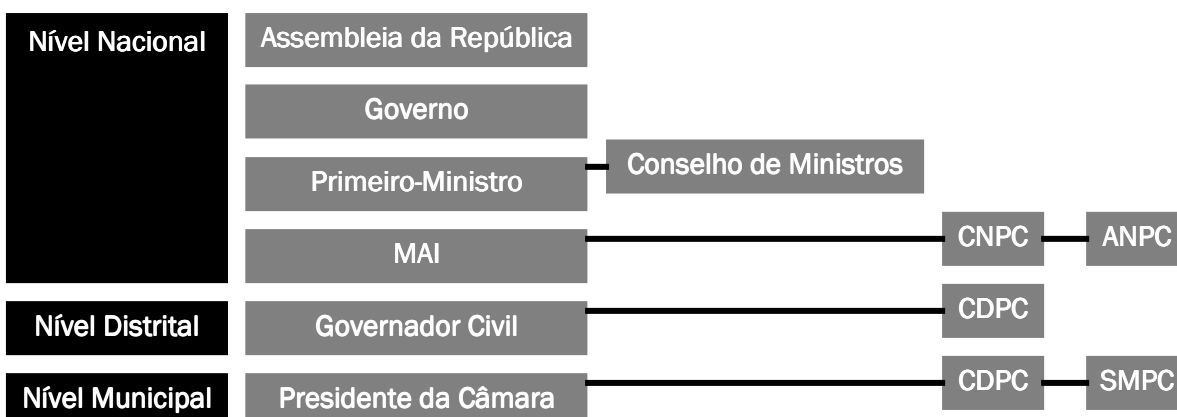 Nível Nacional
Assembleia da República
Governo
Primeiro-Ministro
Conselho de Ministros
MAI
CNPC
ANPC
Nível Distrital
Governador Civil
CDPC
Nível Municipal
Presidente da Câmara
CDPC
SMPC